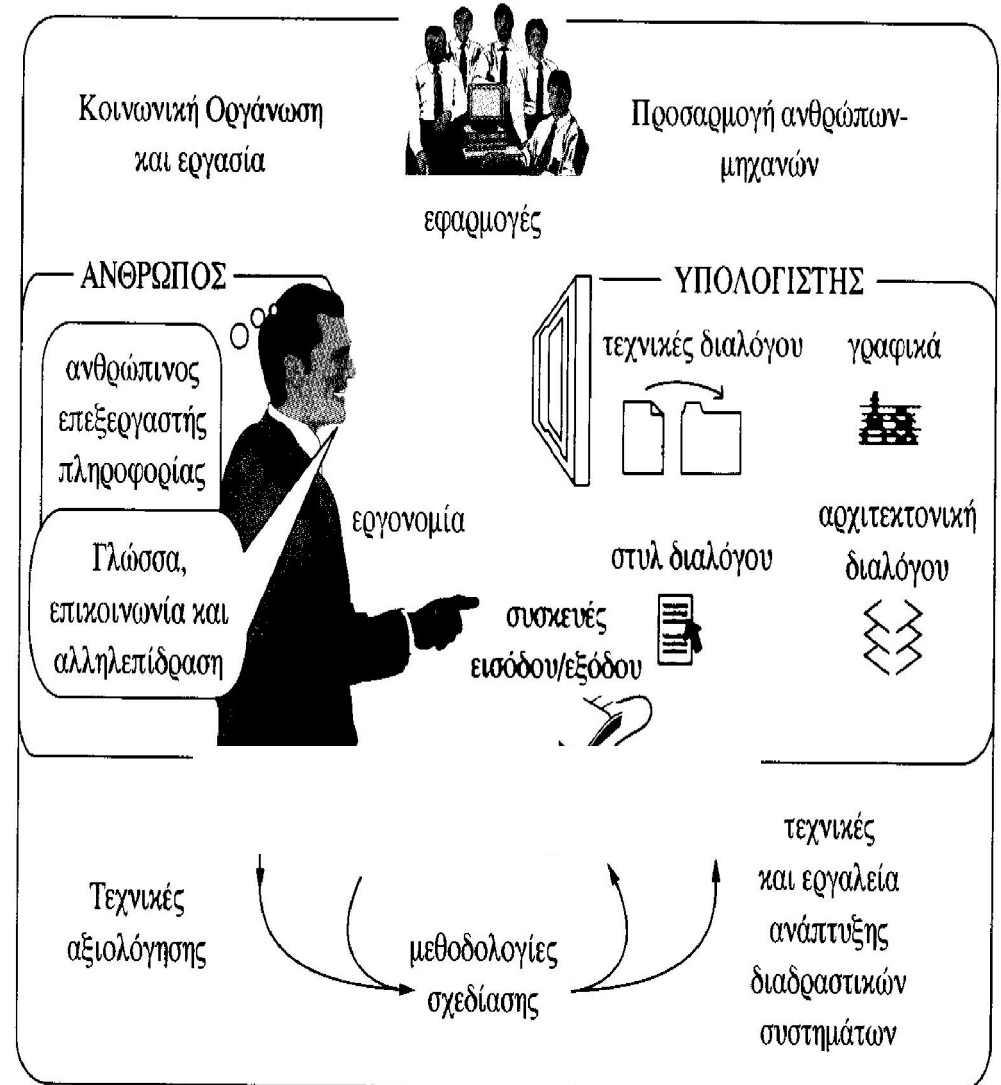 Κοινωνική Οργάνωση
και εργασία
Προσαρμογή ανθρώπων-
μηχανών
εφαρμογές
ΑΝΘΡΩΠΟΣ
ανθρώπινος
επεξεργαστής
πληροφορίας
Γλώσσα,
επικοινωνία και
αλληλεπίδραση
εργονομία
ΥΠΟΛΟΓΙΣΤΗΣ
τεχνικές διαλόγου
γραφικά
στυλ διαλόγου
αρχιτεκτονική
διαλόγου
συσκευές
εισόδου/εξόδου
Τεχνικές
αξιολόγησης
μεθοδολογίες
σχεδίασης
τεχνικές
και εργαλεία
ανάπτυξης
διαδραστικών
συστημάτων